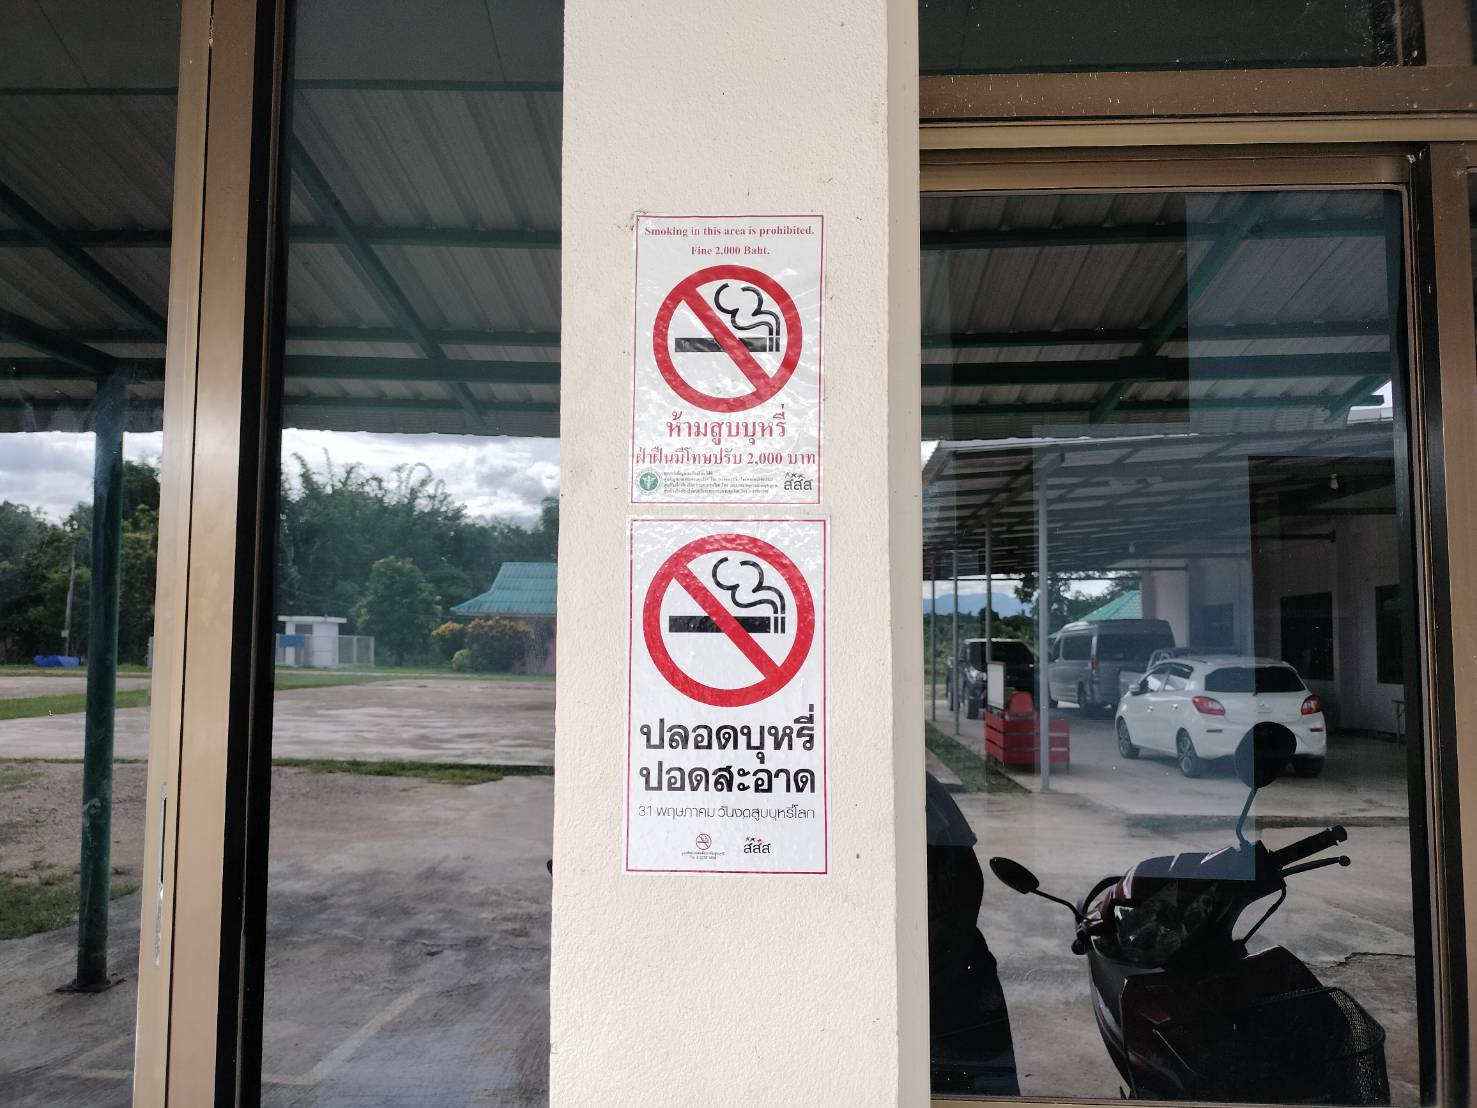 Smoking in this area is prohibited.
Fine 2,000 Baht.
ห้ามสูบบุหรี่
ฝ่าฝืนมีโทษปรับ 2,000 บาท
สสส
ปลอดบุหรี่
ปอดสะอาด
31 พฤษภาคม วันงดสูบบุหรี่โลก
สสส